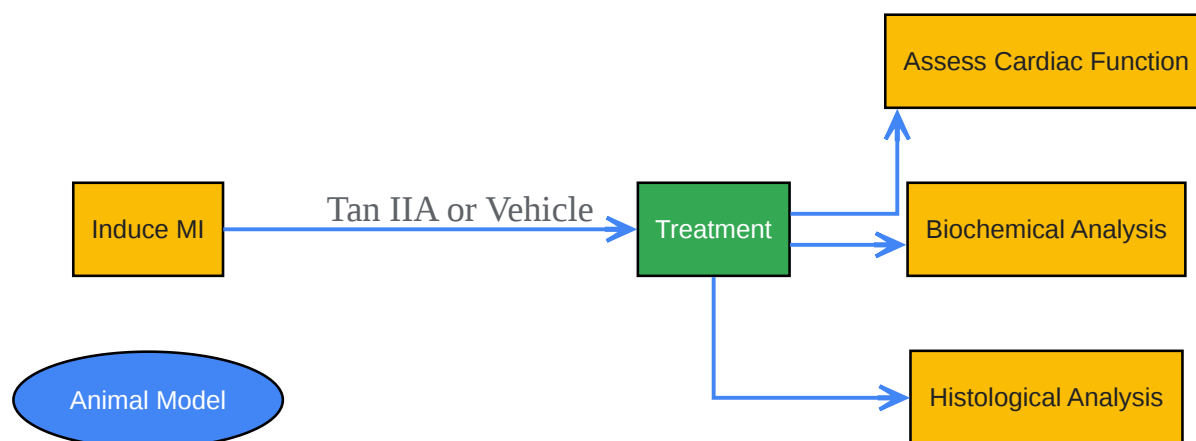 Assess Cardiac Function
Induce MI
Tan IIA or Vehicle
Treatment
Biochemical Analysis
Animal Model
Histological Analysis